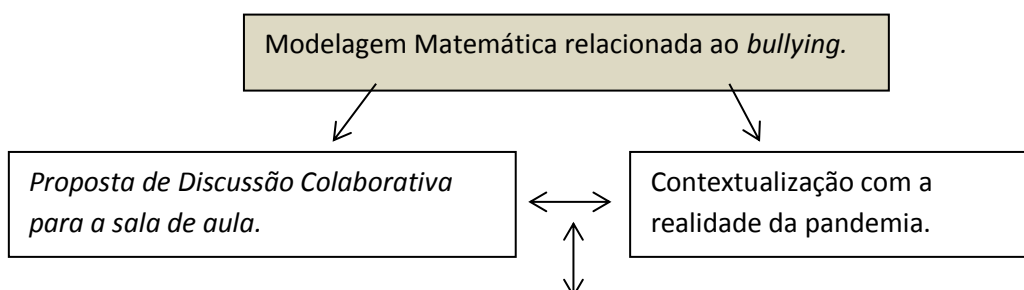 Modelagem Matemática relacionada ao bullying.
Proposta de Discussão Colaborativa
para a sala de aula.
Contextualização com a
realidade da pandemia.